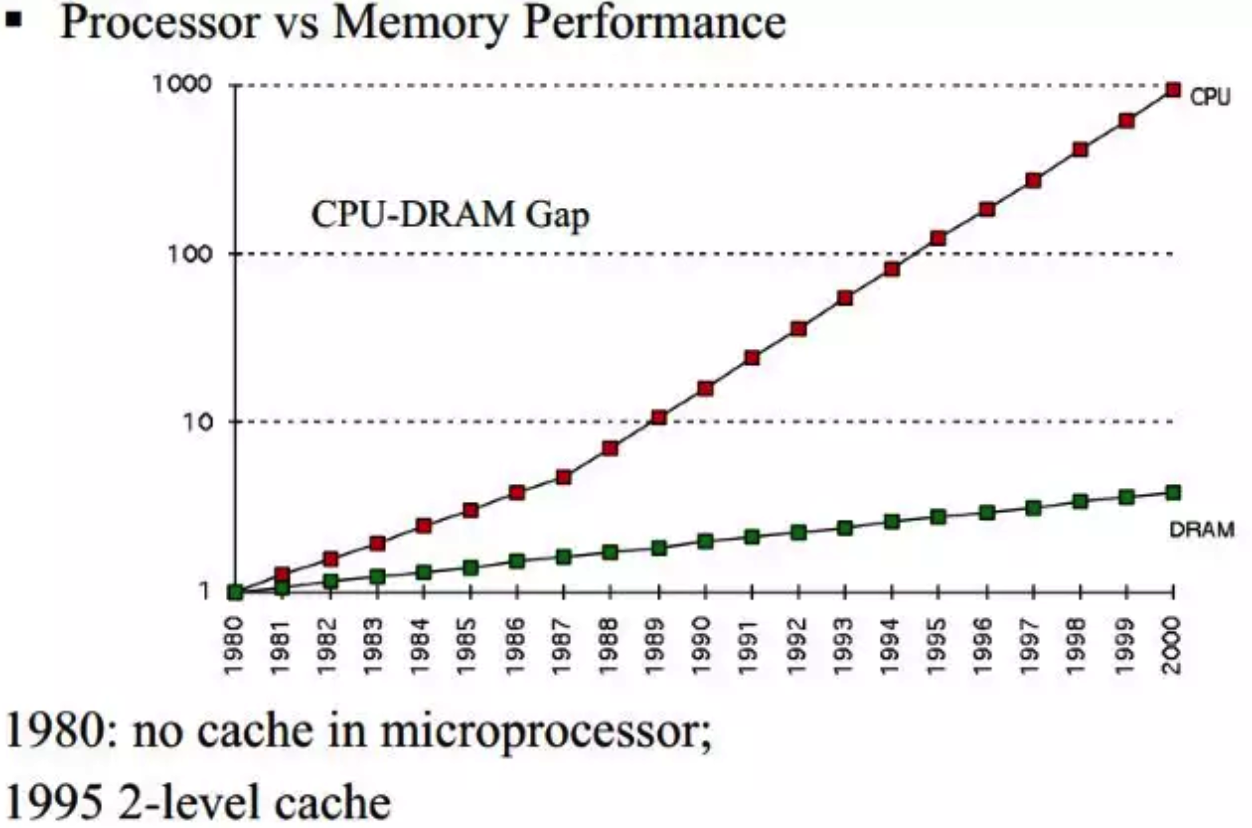 ▪ Processor vs Memory Performance
1000
CPU
CPU-DRAM Gap
100
10
DRAM
1
1980 1981 1982 1983 1984 1985 1986 1987 1988 1989 1990 1991 1992 1993 1994 1995 1996 1997 1998 1999 2000
1980: no cache in microprocessor;
1995 2-level cache